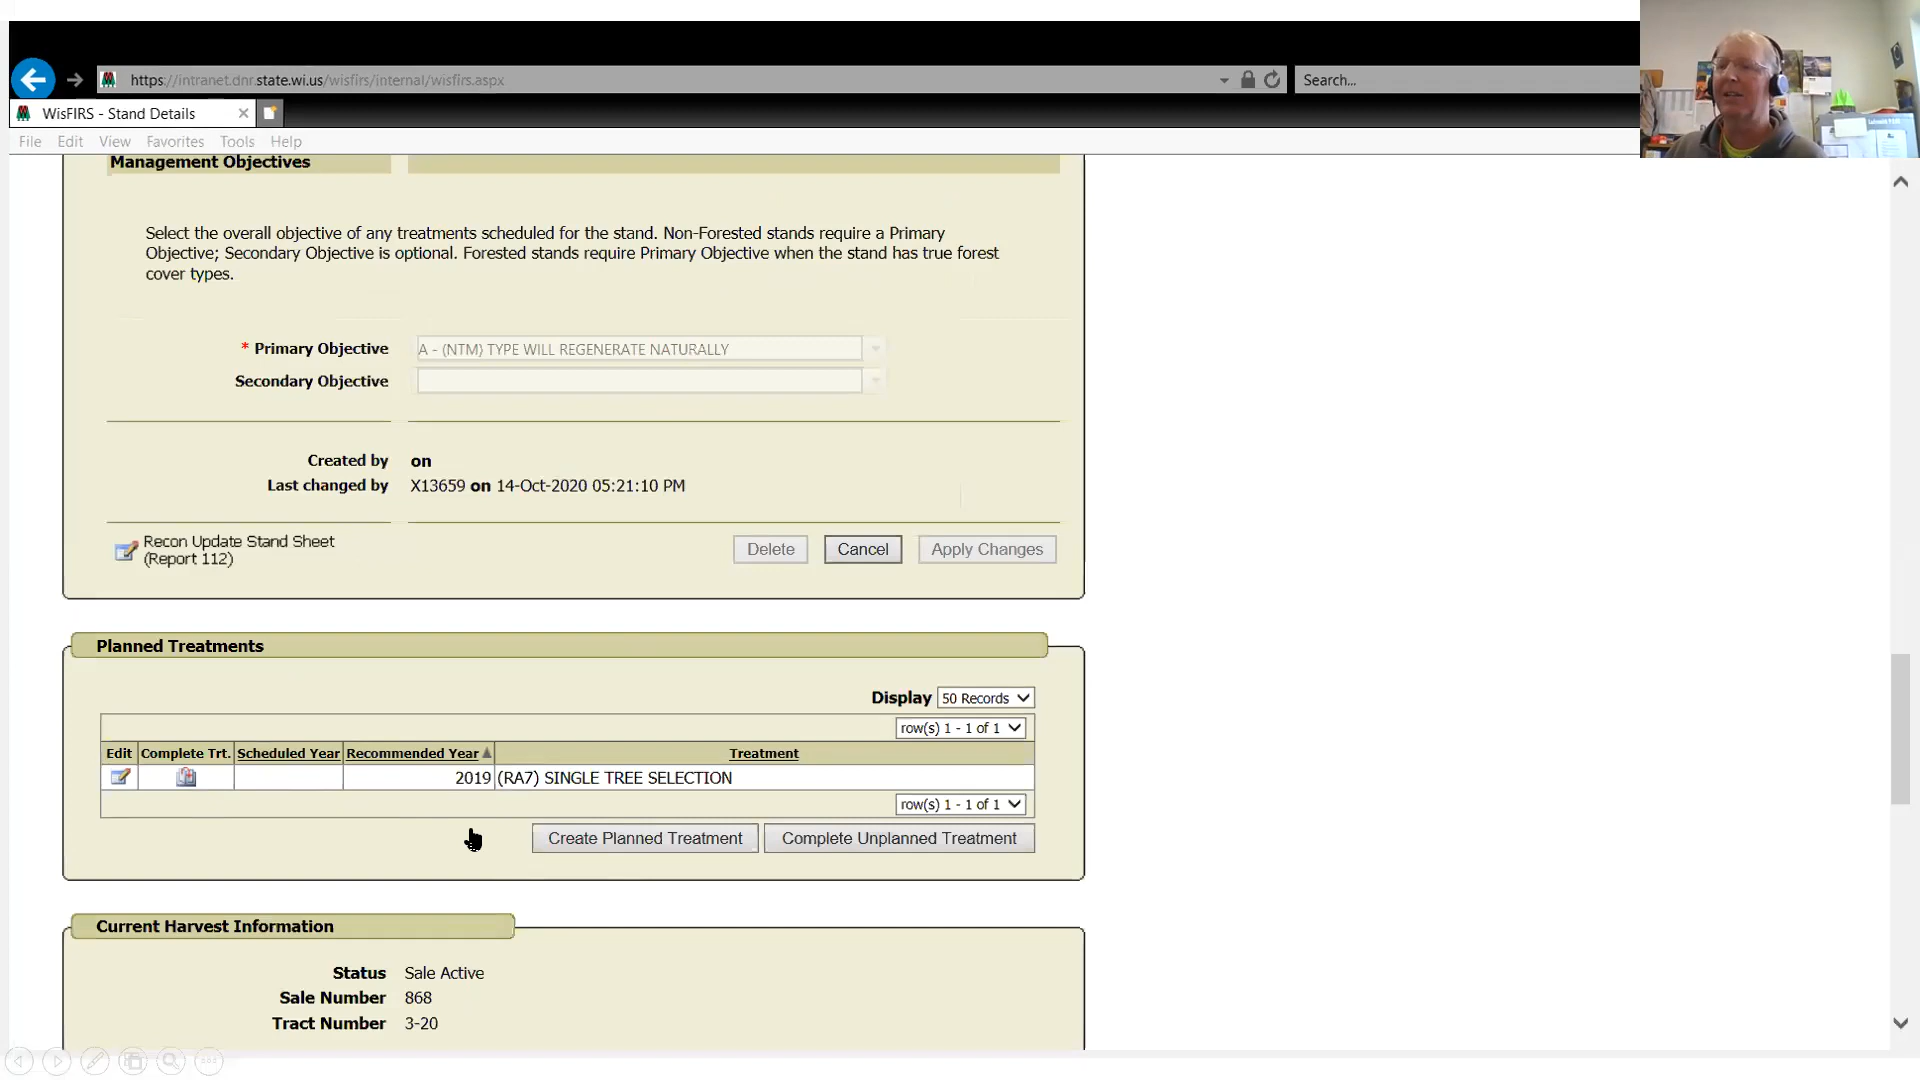 https://intranet.dnr.state.wi.us/wisfirs/internal/wisfirs.aspx
Search...
WisFIRS - Stand Details
File Edit View Favorites Tools Help
Management Objectives
Select the overall objective of any treatments scheduled for the stand. Non-Forested stands require a Primary
Objective; Secondary Objective is optional. Forested stands require Primary Objective when the stand has true forest
cover types.
* Primary Objective A - (NTM) TYPE WILL REGENERATE NATURALLY
Secondary Objective
Created by on
Last changed by X13659 on 14-Oct-2020 05:21:10 PM
Recon Update Stand Sheet
(Report 112)
Delete Cancel Apply Changes
Planned Treatments
Display 50 Records
row(s) 1 - 1 of 1
Edit Complete Trt. Scheduled Year Recommended Year Treatment
2019 (RA7) SINGLE TREE SELECTION
row(s) 1 - 1 of 1
Create Planned Treatment Complete Unplanned Treatment
Current Harvest Information
Status Sale Active
Sale Number 868
Tract Number 3-20